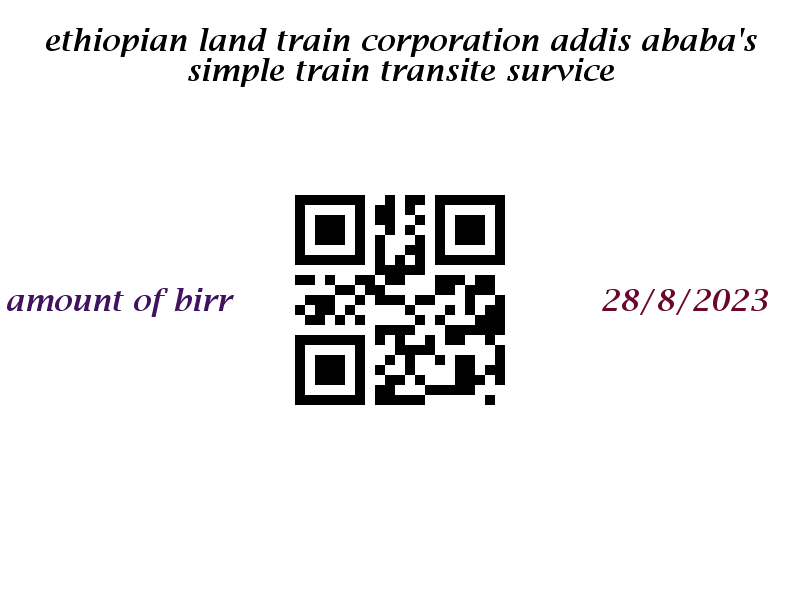 ethiopian land train corporation addis ababa's
simple train transite survice
amount of birr
28/8/2023